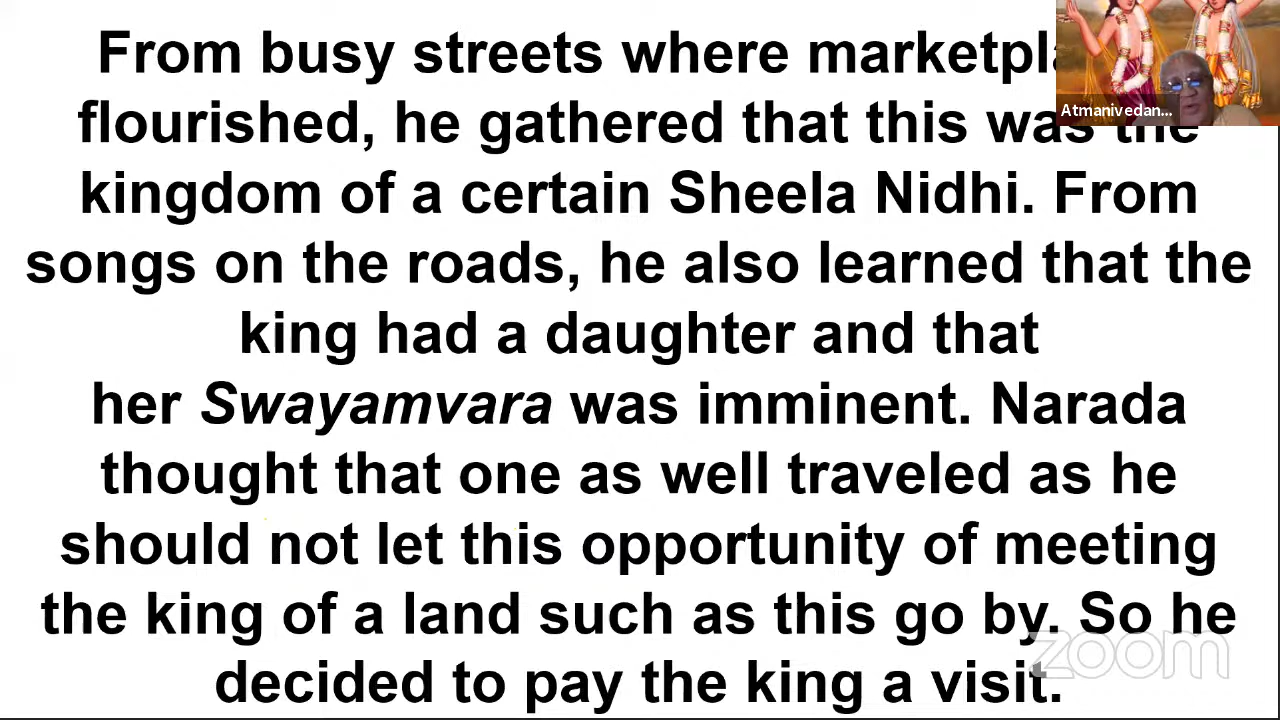 From busy streets where
flourished, he gathered that this was the
kingdom of a certain Sheela Nidhi. From
songs on the roads, he also learned that the
king had a daughter and that
her Swayamvara was imminent. Narada
thought that one as well traveled as he
should not let this opportunity of meeting
the king of a land such as this go by. So he
decided to pay the king a visit.
Atmanivedan...
zoom